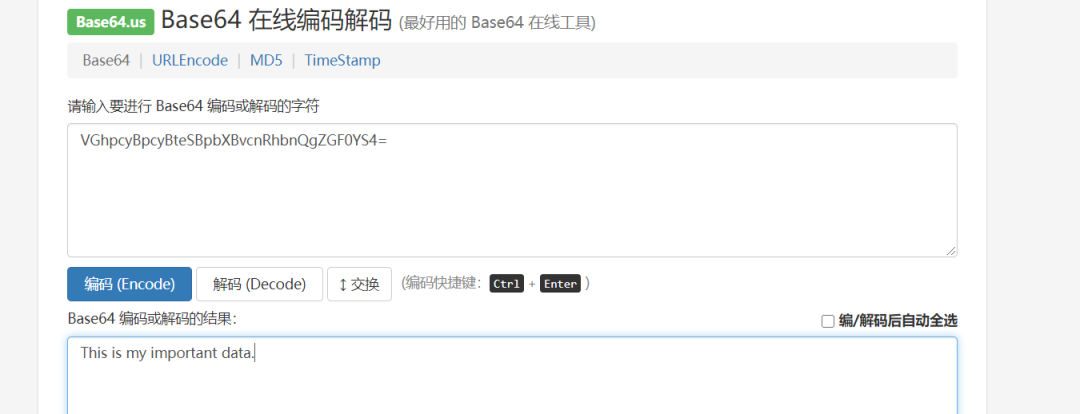 Base64.us Base64 在线编码解码 (最好用的 Base64 在线工具)
Base64 | URLEncode | MD5 | TimeStamp
请输入要进行 Base64 编码或解码的字符
VGhpcyBpcyBteSBpbXBvcnRhbnQgZGF0YS4=
编码 (Encode) 解码 (Decode) ↕ 交换 (编码快捷键: Ctrl + Enter )
Base64 编码或解码的结果: 编/解码后自动全选
This is my important data.